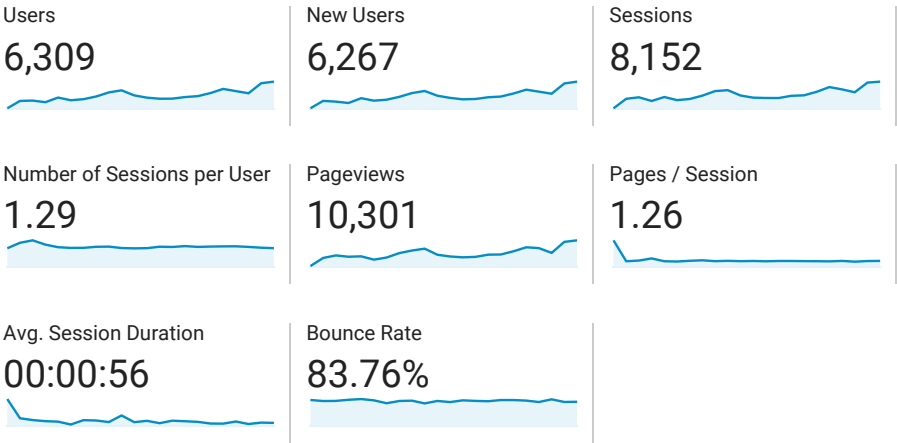 Users
6,309
New Users
6,267
Sessions
8,152
Number of Sessions per User
1.29
Pageviews
10,301
Pages / Session
1.26
Avg. Session Duration
00:00:56
Bounce Rate
83.76%